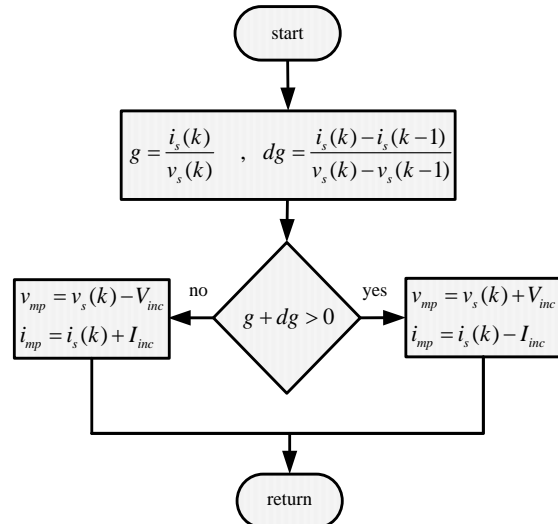 start
g = i_s(k)/v_s(k) , dg = (i_s(k)−i_s(k−1))/(v_s(k)−v_s(k−1))
no
yes
v_mp = v_s(k)−V_inc
i_mp = i_s(k)+I_inc
g+dg>0
v_mp = v_s(k)+V_inc
i_mp = i_s(k)−I_inc
return